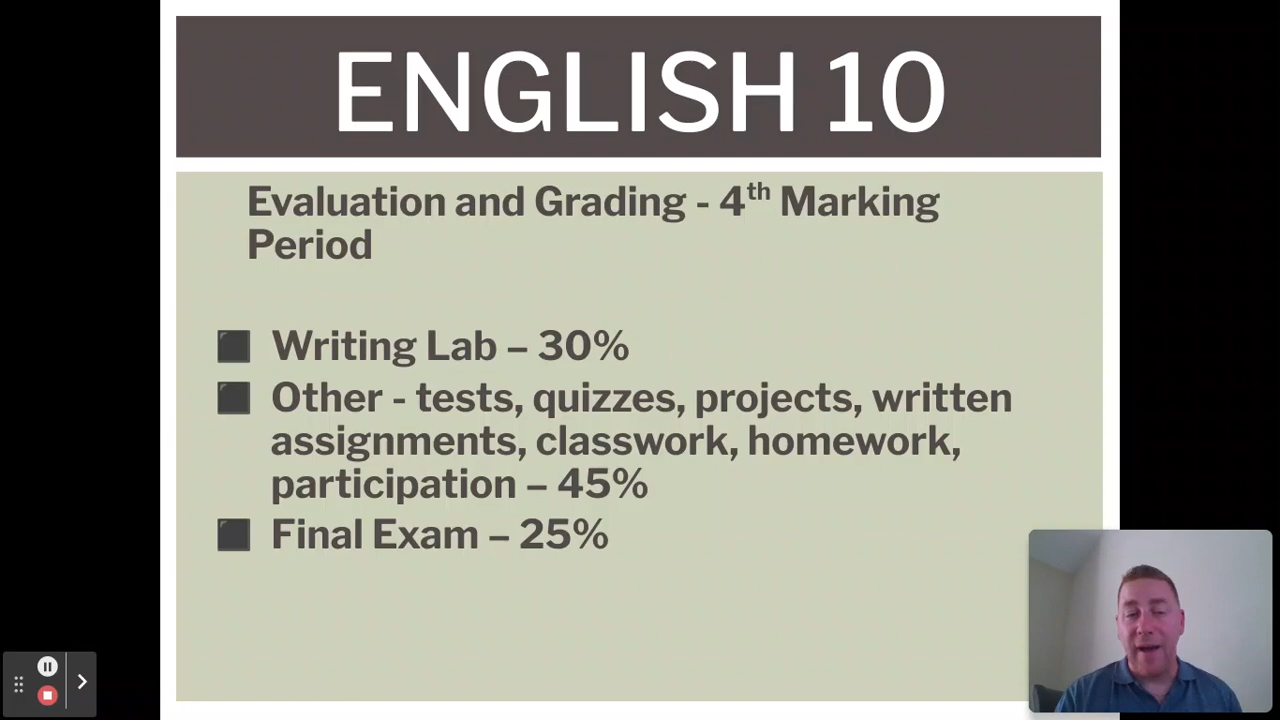 ENGLISH 10
Evaluation and Grading - 4th Marking
Period
Writing Lab – 30%
Other - tests, quizzes, projects, written
assignments, classwork, homework,
participation – 45%
Final Exam – 25%